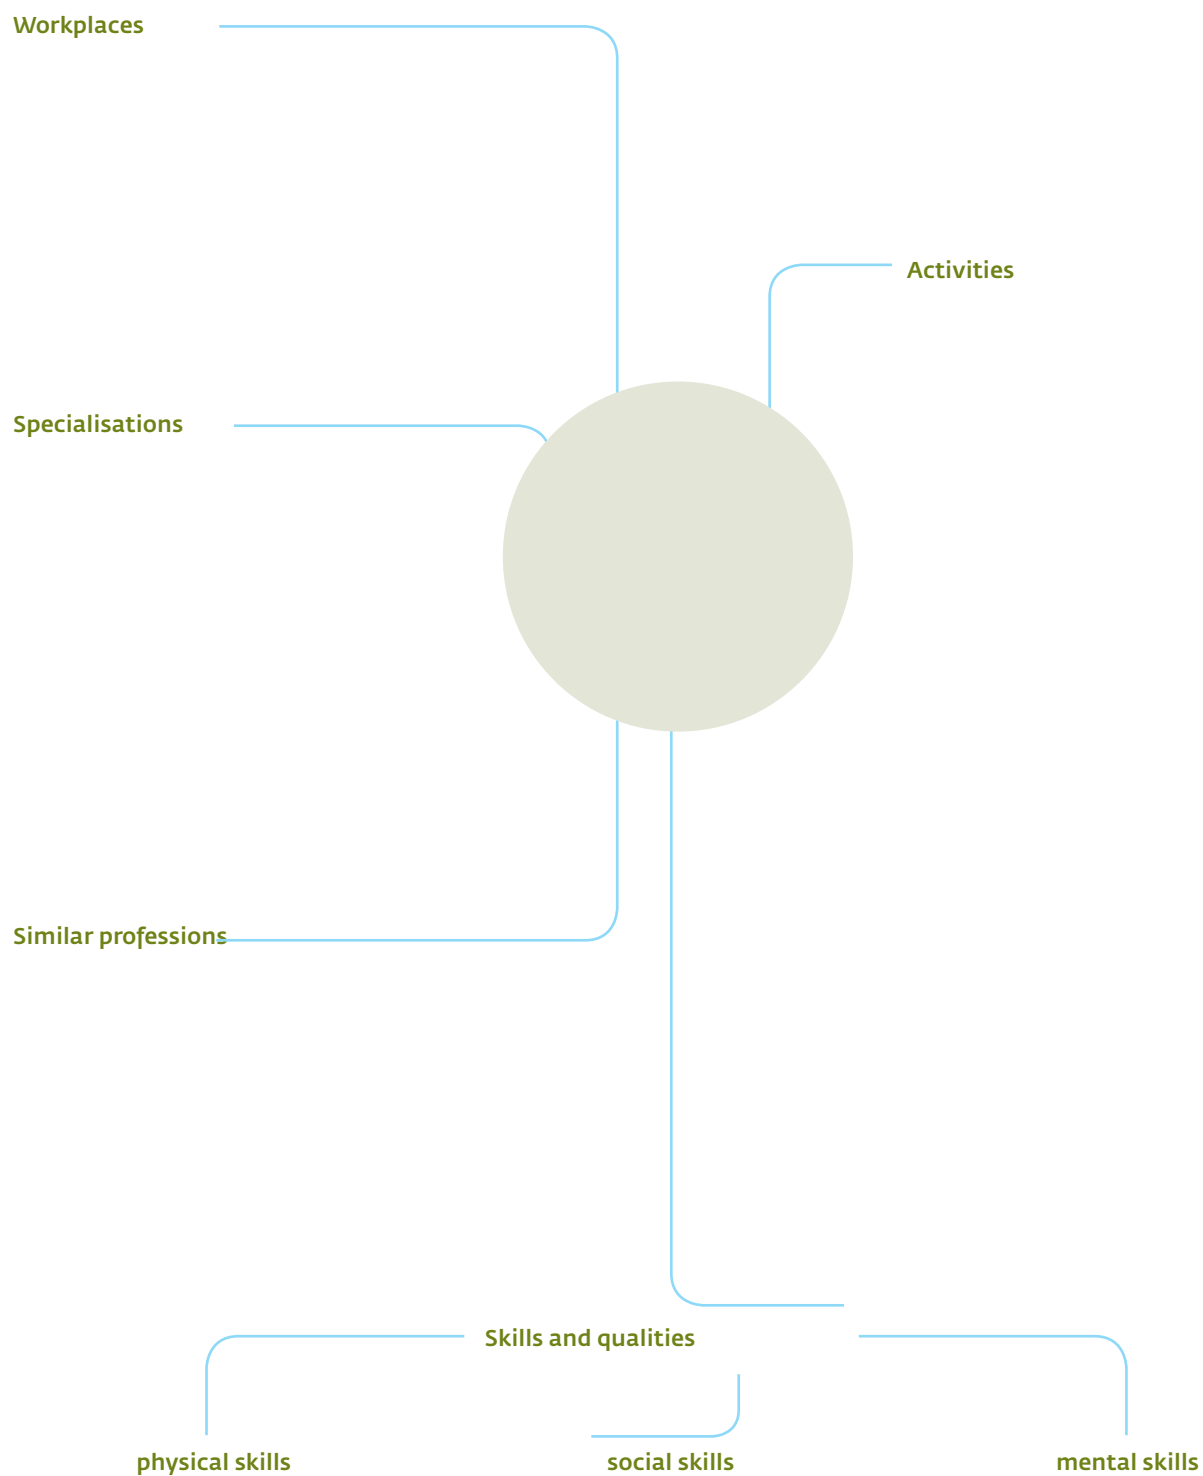 Workplaces
Activities
Specialisations
Similar professions
Skills and qualities
physical skills
social skills
mental skills